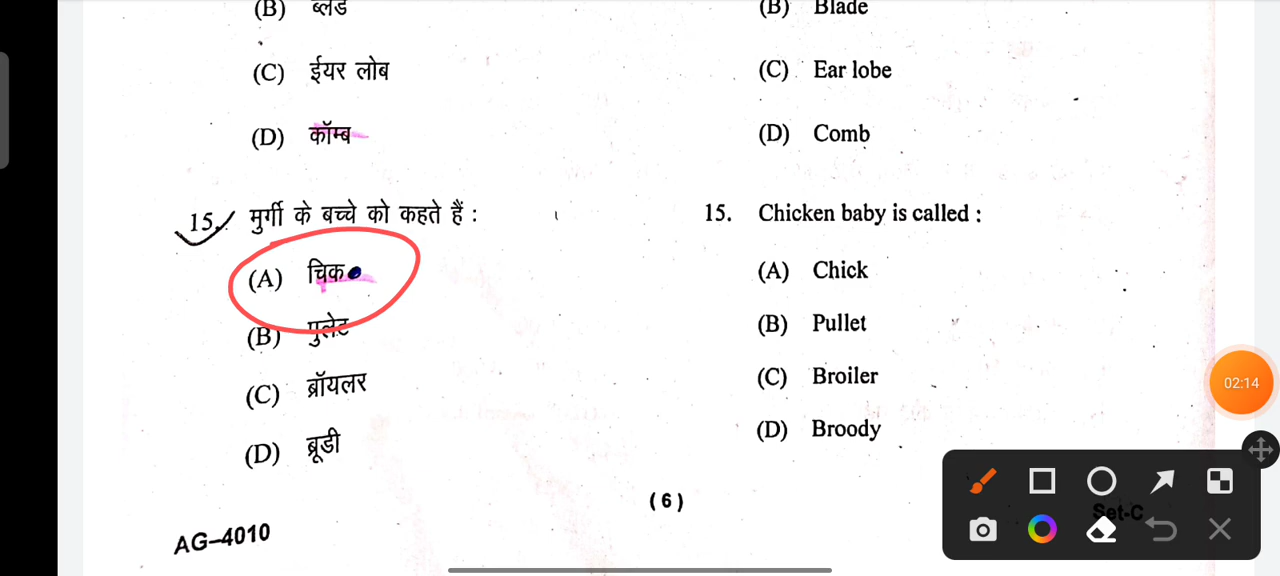 (B) ब्लेड
(B) Blade
(C) ईयर लोब
(C) Ear lobe
(D) कॉम्ब
(D) Comb
15. मुर्गी के बच्चे को कहते हैं :
15. Chicken baby is called :
(A) चिक
(A) Chick
(B) पुलेट
(B) Pullet
(C) ब्रॉयलर
(C) Broiler
(D) ब्रूडी
(D) Broody
(6)
Set-C
AG–4010
02:14